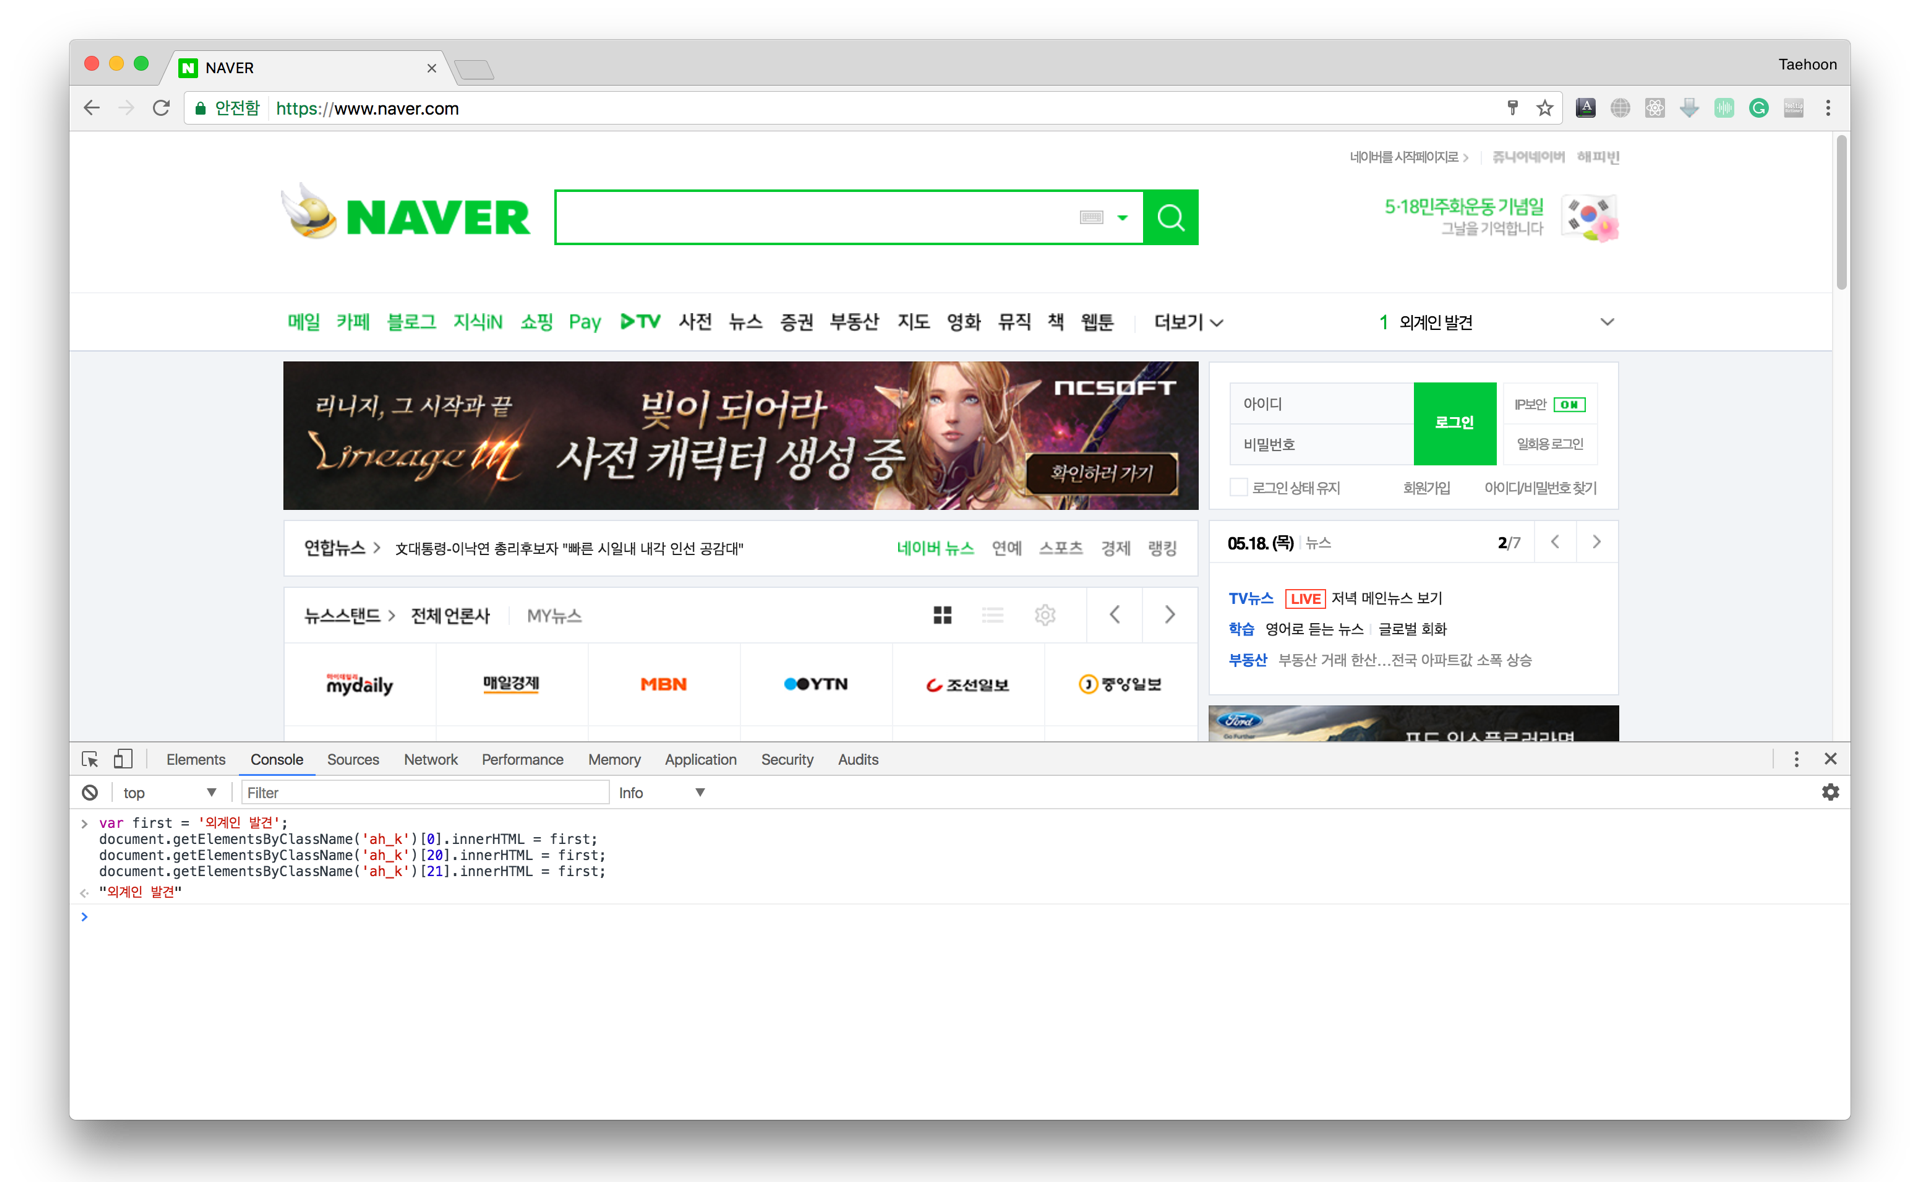 NAVER
Taehoon
안전함 https://www.naver.com
네이버를 시작페이지로
쥬니어네이버 해피빈
NAVER
5·18민주화운동 기념일
그날을 기억합니다
메일 카페 블로그 지식iN 쇼핑 Pay TV 사전 뉴스 증권 부동산 지도 영화 뮤직 책 웹툰 더보기
1 외계인 발견
리니지, 그 시작과 끝
Lineage M
빛이 되어라
사전 캐릭터 생성 중
NCSOFT
확인하러 가기
아이디
비밀번호
로그인
IP보안 ON
일회용 로그인
로그인 상태 유지 회원가입 아이디/비밀번호 찾기
연합뉴스 > 文대통령-이낙연 총리후보자 "빠른 시일내 내각 인선 공감대"
네이버 뉴스 연예 스포츠 경제 랭킹
05.18. (목) 뉴스 2/7
뉴스스탠드 > 전체 언론사 MY뉴스
TV뉴스 LIVE 저녁 메인뉴스 보기
학습 영어로 듣는 뉴스 글로벌 회화
부동산 부동산 거래 한산...전국 아파트값 소폭 상승
마이데일리
mydaily 매일경제 MBN YTN 조선일보 중앙일보
Ford
Go Further
포드 익스플로러라면
Elements Console Sources Network Performance Memory Application Security Audits
top Filter Info
var first = '외계인 발견';
document.getElementsByClassName('ah_k')[0].innerHTML = first;
document.getElementsByClassName('ah_k')[20].innerHTML = first;
document.getElementsByClassName('ah_k')[21].innerHTML = first;
"외계인 발견"